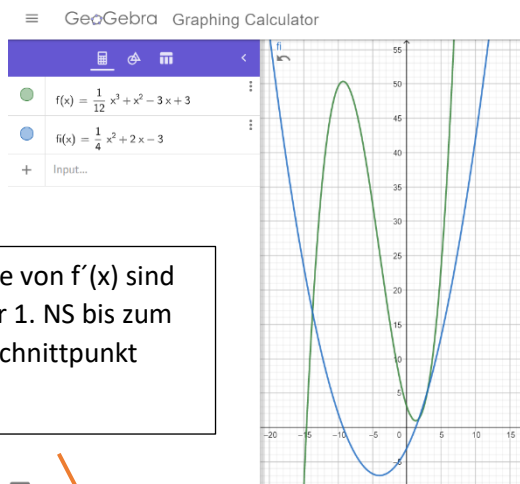 GeoGebra Graphing Calculator
f(x) = 1/12 x³ + x² − 3 x + 3
fi(x) = 1/4 x² + 2 x − 3
+ Input...
e von f´(x) sind
r 1. NS bis zum
chnittpunkt
fi
55
50
45
40
35
30
25
20
15
10
5
-20 -15 -10 -5 0 5 10 15
-5